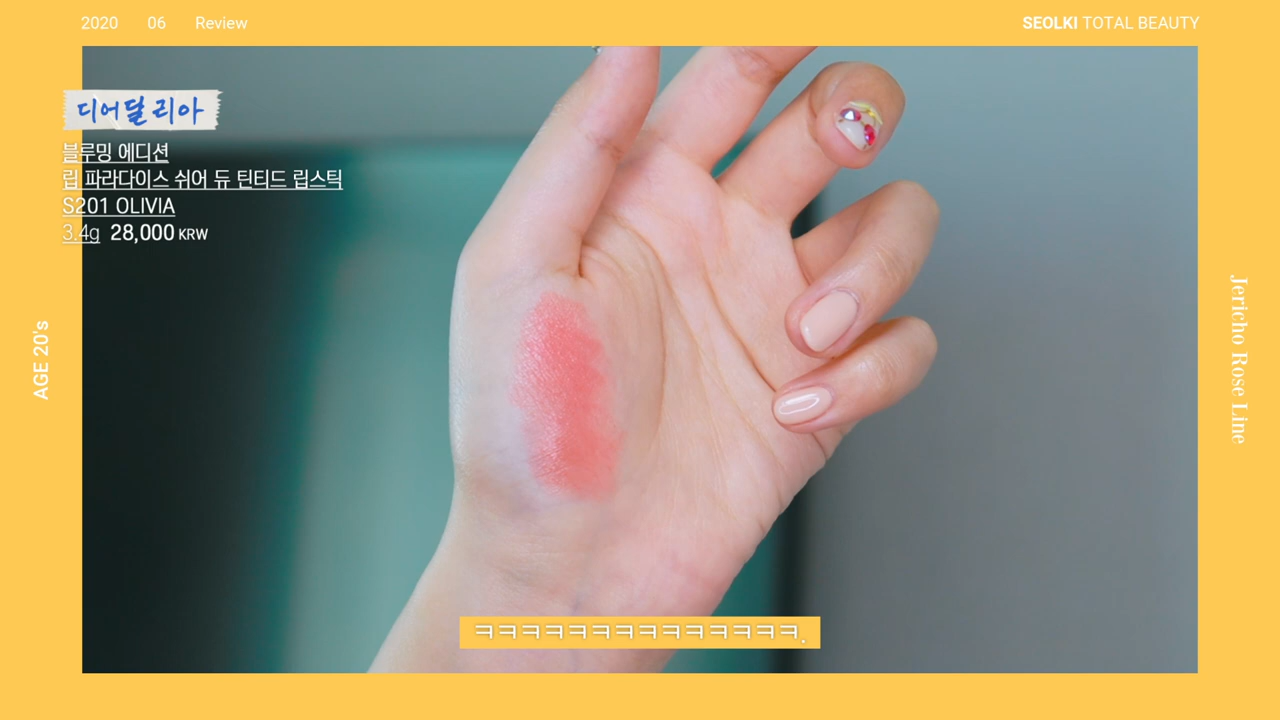 2020 06 Review
SEOLKI TOTAL BEAUTY
디어달리아
블루밍 에디션
립 파라다이스 쉬어 듀 틴티드 립스틱
S201 OLIVIA
3.4g 28,000 KRW
AGE 20's
Jericho Rose Line
ㅋㅋㅋㅋㅋㅋㅋㅋㅋㅋㅋㅋㅋㅋ.